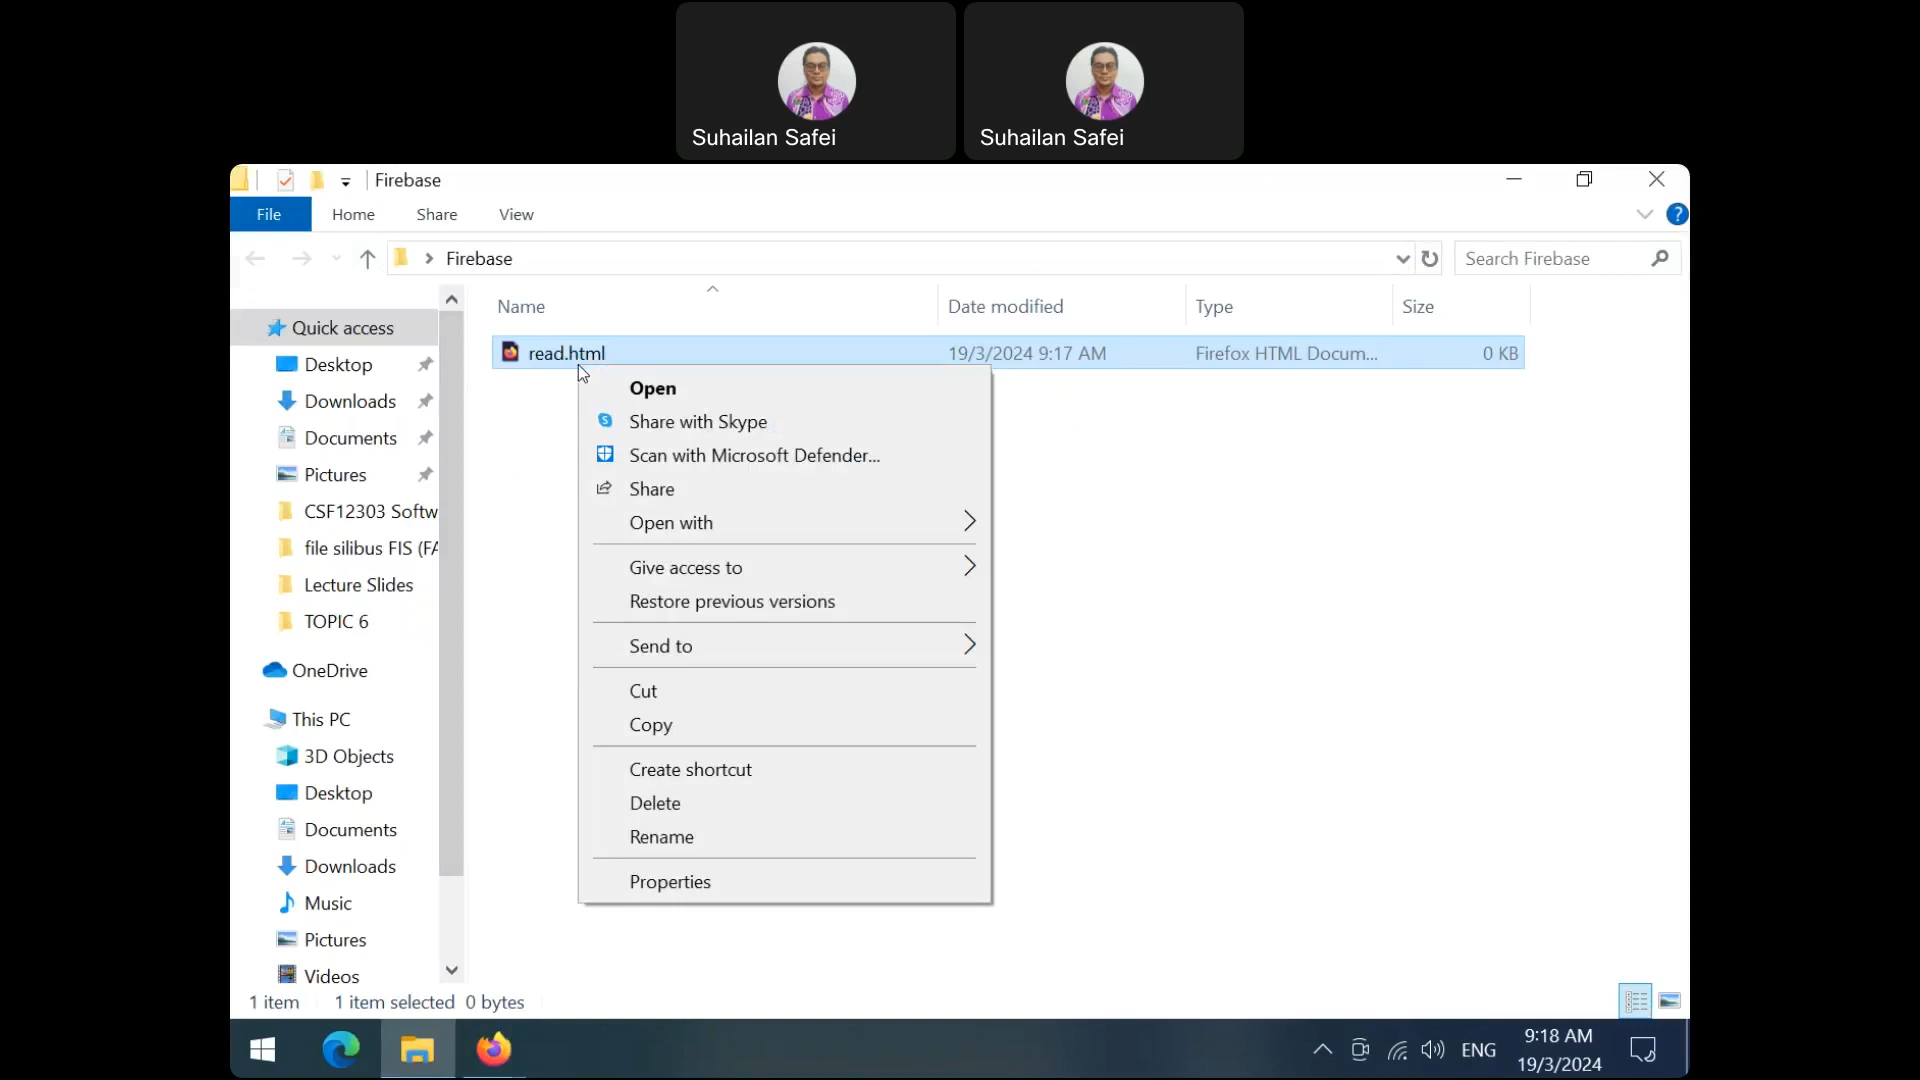 Suhailan Safei
Suhailan Safei
Firebase
File Home Share View
Firebase
Search Firebase
Name Date modified Type Size
read.html 19/3/2024 9:17 AM Firefox HTML Docum... 0 KB
Quick access
Desktop
Downloads
Documents
Pictures
CSF12303 Softw
file silibus FIS (FA
Lecture Slides
TOPIC 6
OneDrive
This PC
3D Objects
Desktop
Documents
Downloads
Music
Pictures
Videos
Open
Share with Skype
Scan with Microsoft Defender...
Share
Open with
Give access to
Restore previous versions
Send to
Cut
Copy
Create shortcut
Delete
Rename
Properties
1 item 1 item selected 0 bytes
ENG
9:18 AM
19/3/2024